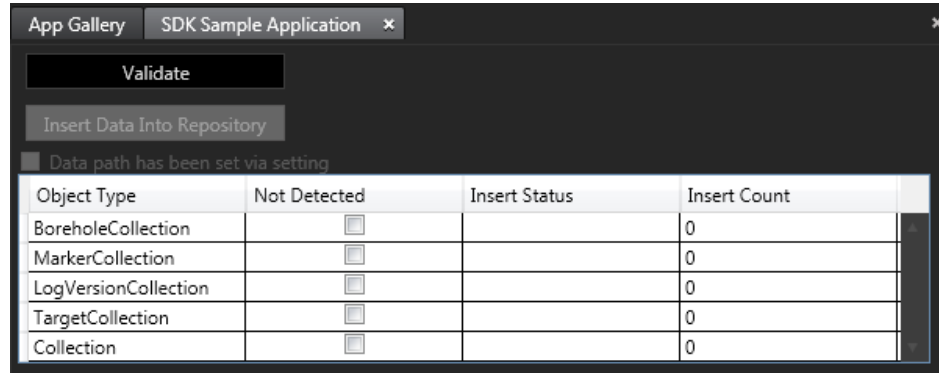 App Gallery SDK Sample Application ×
Validate
Insert Data Into Repository
Data path has been set via setting
Object Type Not Detected Insert Status Insert Count
BoreholeCollection 0
MarkerCollection 0
LogVersionCollection 0
TargetCollection 0
Collection 0